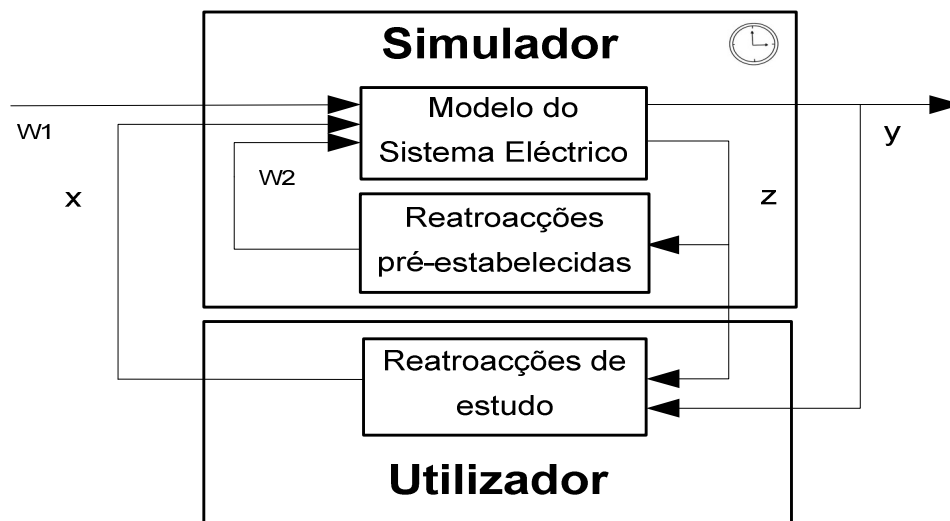 Simulador
Modelo do
Sistema Eléctrico
W1
y
W2
x
z
Reatroacções
pré-estabelecidas
Reatroacções de
estudo
Utilizador